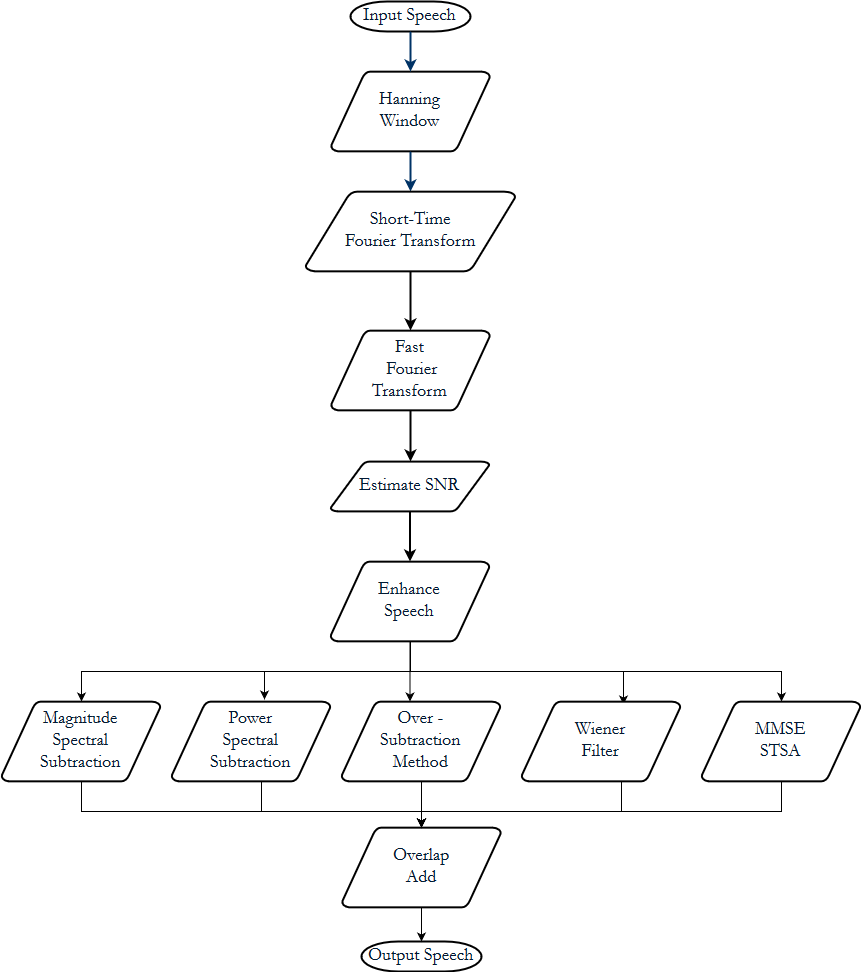 Input Speech
Hanning
Window
Short-Time
Fourier Transform
Fast
Fourier
Transform
Estimate SNR
Enhance
Speech
Magnitude
Spectral
Subtraction
Power
Spectral
Subtraction
Over -
Subtraction
Method
Wiener
Filter
MMSE
STSA
Overlap
Add
Output Speech